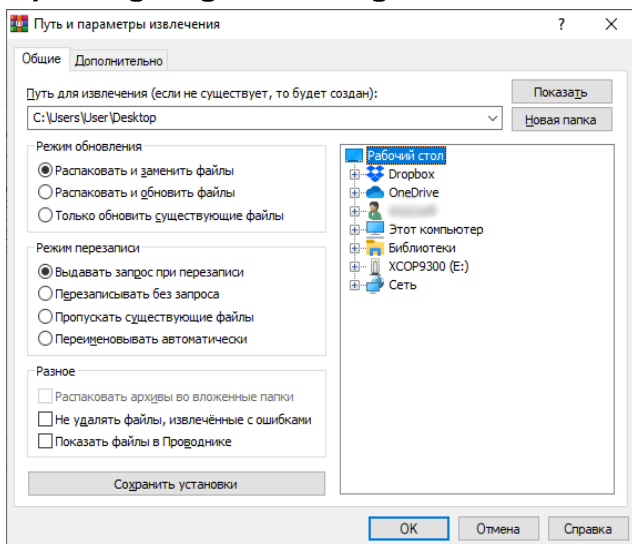 Путь и параметры извлечения
?
Общие Дополнительно
Путь для извлечения (если не существует, то будет создан):
Показать
C:\Users\User\Desktop
Новая папка
Режим обновления
Распаковать и заменить файлы
Распаковать и обновить файлы
Только обновить существующие файлы
Режим перезаписи
Выдавать запрос при перезаписи
Перезаписывать без запроса
Пропускать существующие файлы
Переименовывать автоматически
Разное
Распаковать архивы во вложенные папки
Не удалять файлы, извлечённые с ошибками
Показать файлы в Проводнике
Сохранить установки
Рабочий стол
Dropbox
OneDrive
Этот компьютер
Библиотеки
XCOP9300 (E:)
Сеть
OK Отмена Справка